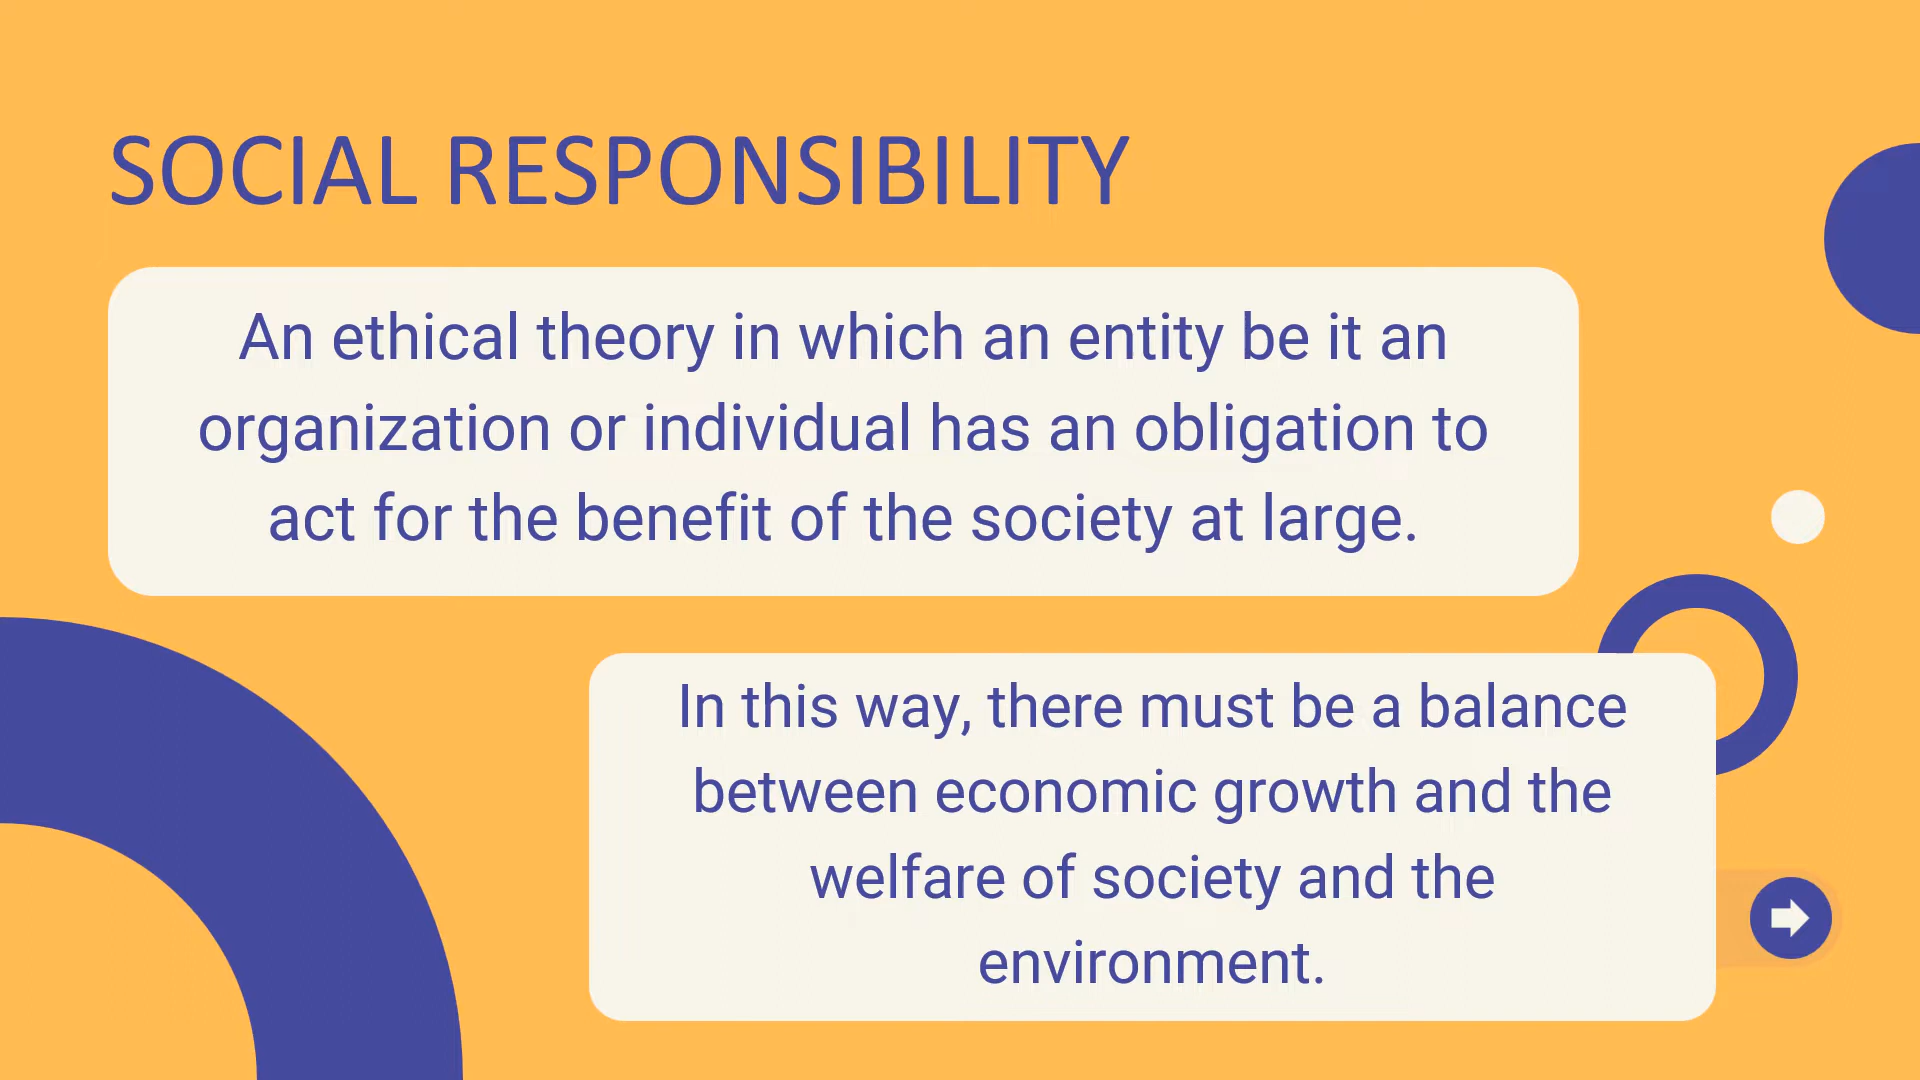 SOCIAL RESPONSIBILITY
An ethical theory in which an entity be it an
organization or individual has an obligation to
act for the benefit of the society at large.
In this way, there must be a balance
between economic growth and the
welfare of society and the
environment.